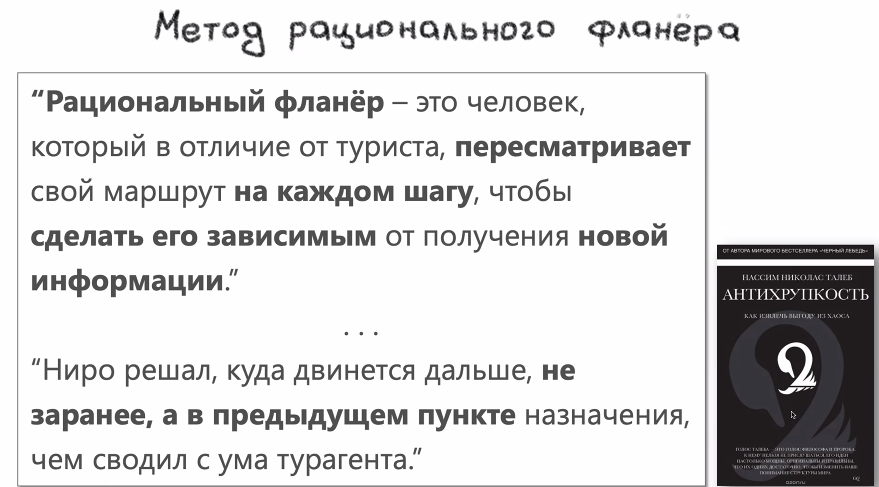 Метод рационального фланёра
“Рациональный фланёр – это человек,
который в отличие от туриста, пересматривает
свой маршрут на каждом шагу, чтобы
сделать его зависимым от получения новой
информации.”
. . .
“Ниро решал, куда двинется дальше, не
заранее, а в предыдущем пункте назначения,
чем сводил с ума турагента.”
ОТ АВТОРА МИРОВОГО БЕСТСЕЛЛЕРА «ЧЕРНЫЙ ЛЕБЕДЬ»
НАССИМ НИКОЛАС ТАЛЕБ
АНТИХРУПКОСТЬ
КАК ИЗВЛЕЧЬ ВЫГОДУ ИЗ ХАОСА
ozon.ru